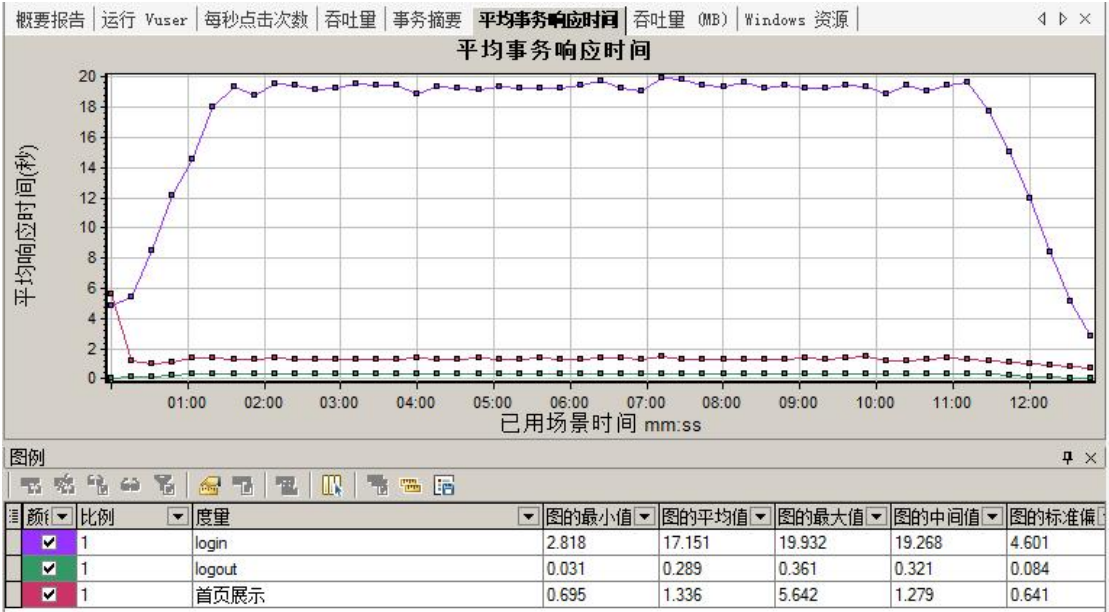 概要报告 运行 Vuser 每秒点击次数 吞吐量 事务摘要 平均事务响应时间 吞吐量 (MB) Windows 资源
平均事务响应时间
平均响应时间(秒)
20
18
16
14
12
10
8
6
4
2
0
01:00 02:00 03:00 04:00 05:00 06:00 07:00 08:00 09:00 10:00 11:00 12:00
已用场景时间 mm:ss
图例
比例 度量 图的最小值 图的平均值 图的最大值 图的中间值 图的标准偏
1 login 2.818 17.151 19.932 19.268 4.601
1 logout 0.031 0.289 0.361 0.321 0.084
1 首页展示 0.695 1.336 5.642 1.279 0.641